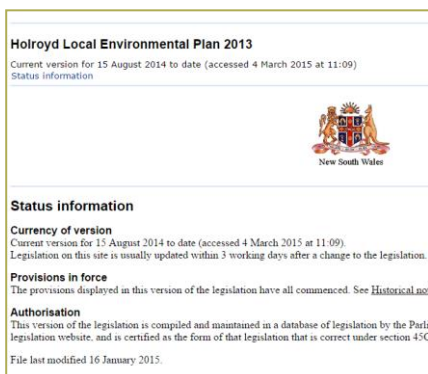 Holroyd Local Environmental Plan 2013
Current version for 15 August 2014 to date (accessed 4 March 2015 at 11:09)
Status information
New South Wales
Status information
Currency of version
Current version for 15 August 2014 to date (accessed 4 March 2015 at 11:09).
Legislation on this site is usually updated within 3 working days after a change to the legislation.
Provisions in force
The provisions displayed in this version of the legislation have all commenced. See Historical
Authorisation
This version of the legislation is compiled and maintained in a database of legislation by the
legislation website, and is certified as the form of that legislation that is correct under section
File last modified 16 January 2015.